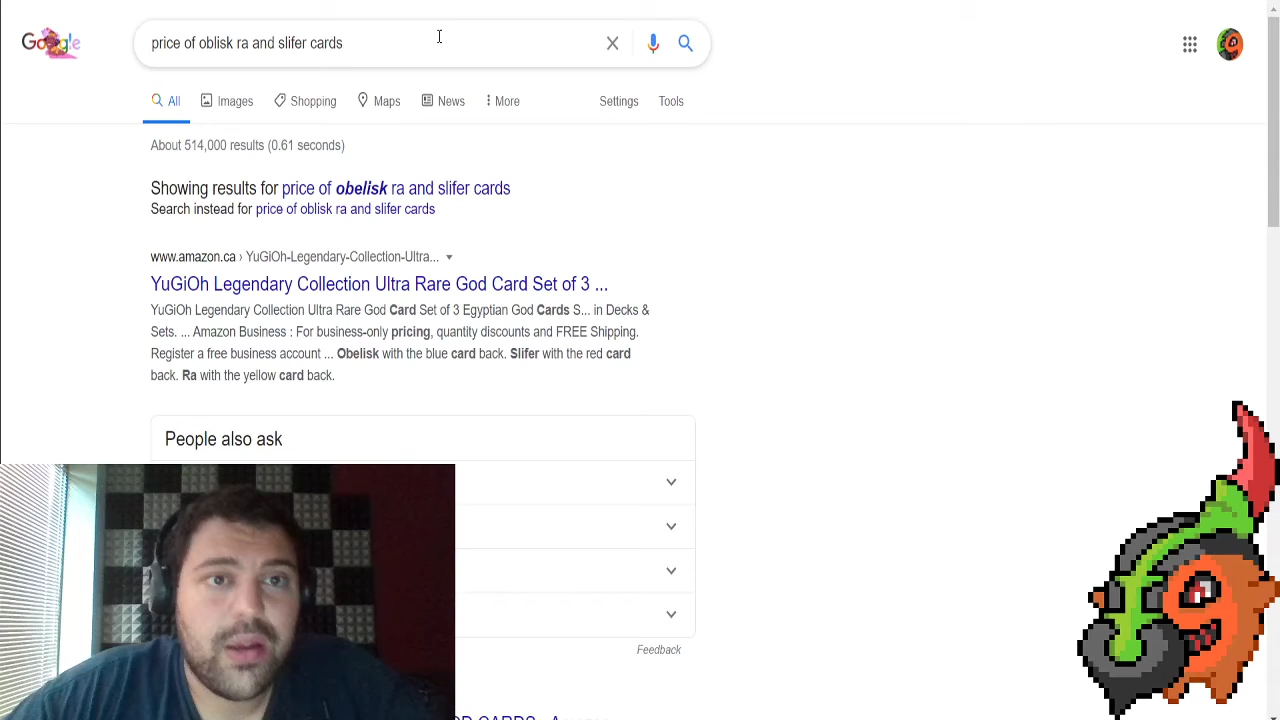 Google
price of oblisk ra and slifer cards
All Images Shopping Maps News More Settings Tools
About 514,000 results (0.61 seconds)
Showing results for price of obelisk ra and slifer cards
Search instead for price of oblisk ra and slifer cards
www.amazon.ca › YuGiOh-Legendary-Collection-Ultra...
YuGiOh Legendary Collection Ultra Rare God Card Set of 3 ...
YuGiOh Legendary Collection Ultra Rare God Card Set of 3 Egyptian God Cards S... in Decks &
Sets. ... Amazon Business : For business-only pricing, quantity discounts and FREE Shipping.
Register a free business account ... Obelisk with the blue card back. Slifer with the red card
back. Ra with the yellow card back.
People also ask
Feedback